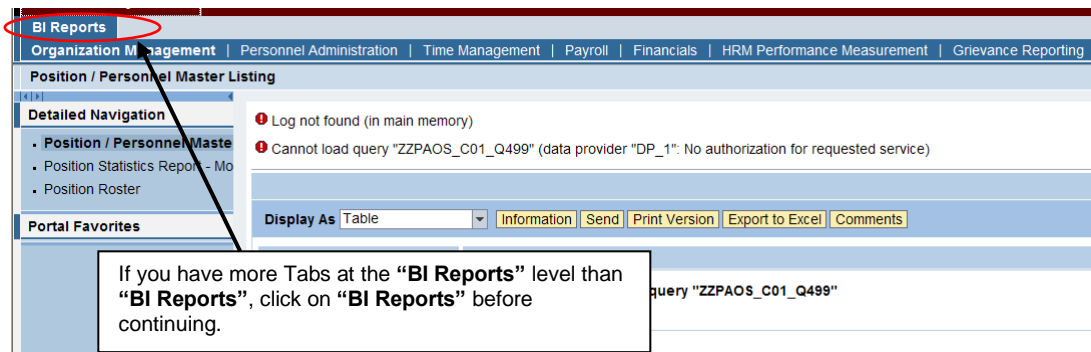 BI Reports
Organization Management | Personnel Administration | Time Management | Payroll | Financials | HRM Performance Measurement | Grievance Reporting
Position / Personnel Master Listing
Detailed Navigation
Position / Personnel Maste
Position Statistics Report - Mo
Position Roster
Portal Favorites
Log not found (in main memory)
Cannot load query "ZZPAOS_C01_Q499" (data provider "DP_1": No authorization for requested service)
Display As Table Information Send Print Version Export to Excel Comments
query "ZZPAOS_C01_Q499"
If you have more Tabs at the “BI Reports” level than
“BI Reports”, click on “BI Reports” before
continuing.